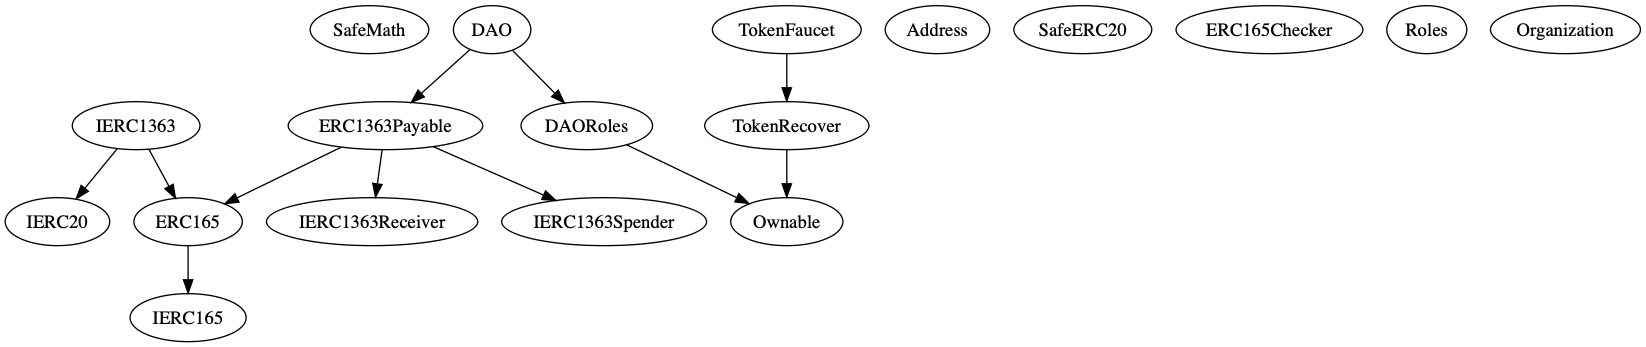 SafeMath
DAO
TokenFaucet
Address
SafeERC20
ERC165Checker
Roles
Organization
IERC1363
ERC1363Payable
DAORoles
TokenRecover
IERC20
ERC165
IERC1363Receiver
IERC1363Spender
Ownable
IERC165